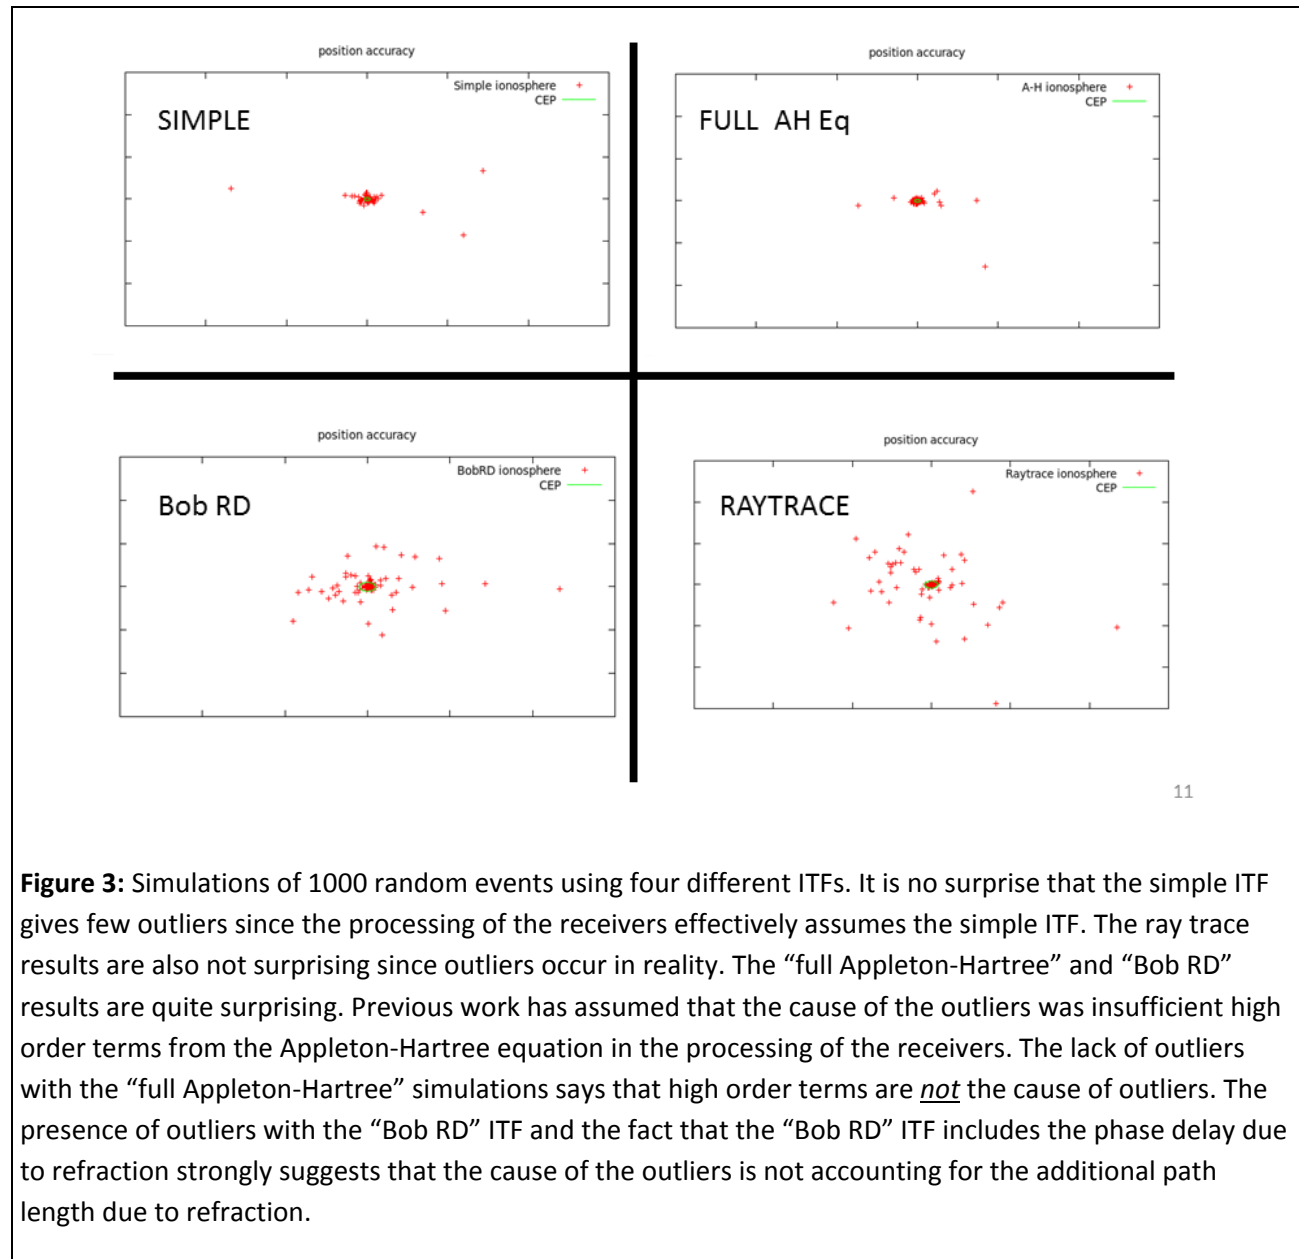 position accuracy
Simple ionosphere
CEP
SIMPLE
position accuracy
A-H ionosphere
CEP
FULL AH Eq
position accuracy
BobRD ionosphere
CEP
Bob RD
position accuracy
Raytrace ionosphere
CEP
RAYTRACE
11
Figure 3: Simulations of 1000 random events using four different ITFs. It is no surprise that the simple ITF
gives few outliers since the processing of the receivers effectively assumes the simple ITF. The ray trace
results are also not surprising since outliers occur in reality. The “full Appleton-Hartree” and “Bob RD”
results are quite surprising. Previous work has assumed that the cause of the outliers was insufficient high
order terms from the Appleton-Hartree equation in the processing of the receivers. The lack of outliers
with the “full Appleton-Hartree” simulations says that high order terms are not the cause of outliers. The
presence of outliers with the “Bob RD” ITF and the fact that the “Bob RD” ITF includes the phase delay due
to refraction strongly suggests that the cause of the outliers is not accounting for the additional path
length due to refraction.